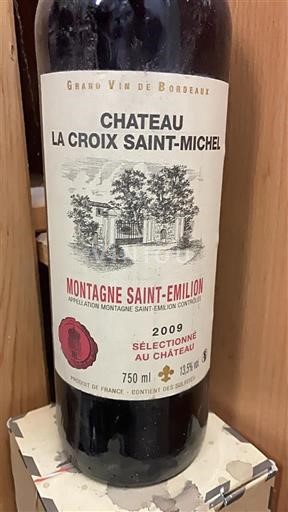 GRAND VIN DE BORDEAUX
CHATEAU
LA CROIX SAINT-MICHEL
MONTAGNE SAINT-EMILION
APPELLATION MONTAGNE SAINT-EMILION CONTRÔLÉE
2009
SÉLECTIONNÉ
AU CHÂTEAU
750 ml
13,5% vol.
PRODUIT DE FRANCE - CONTIENT DES SULFITES